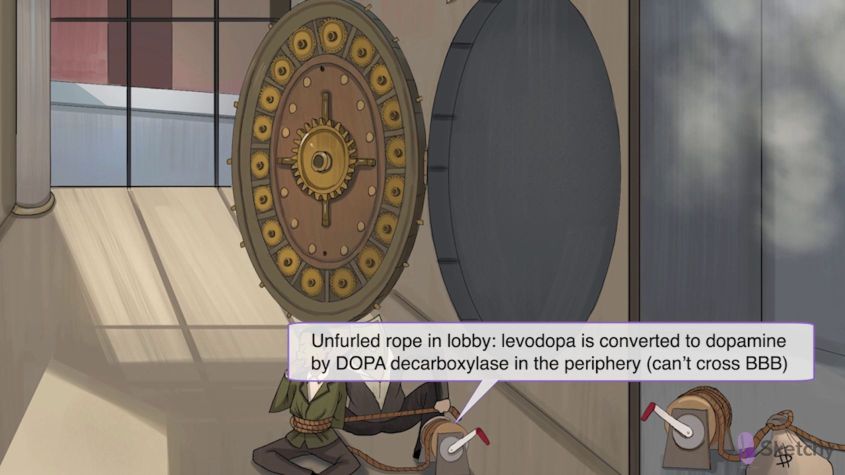 Unfurled rope in lobby: levodopa is converted to dopamine
by DOPA decarboxylase in the periphery (can’t cross BBB)
Sketchy
$